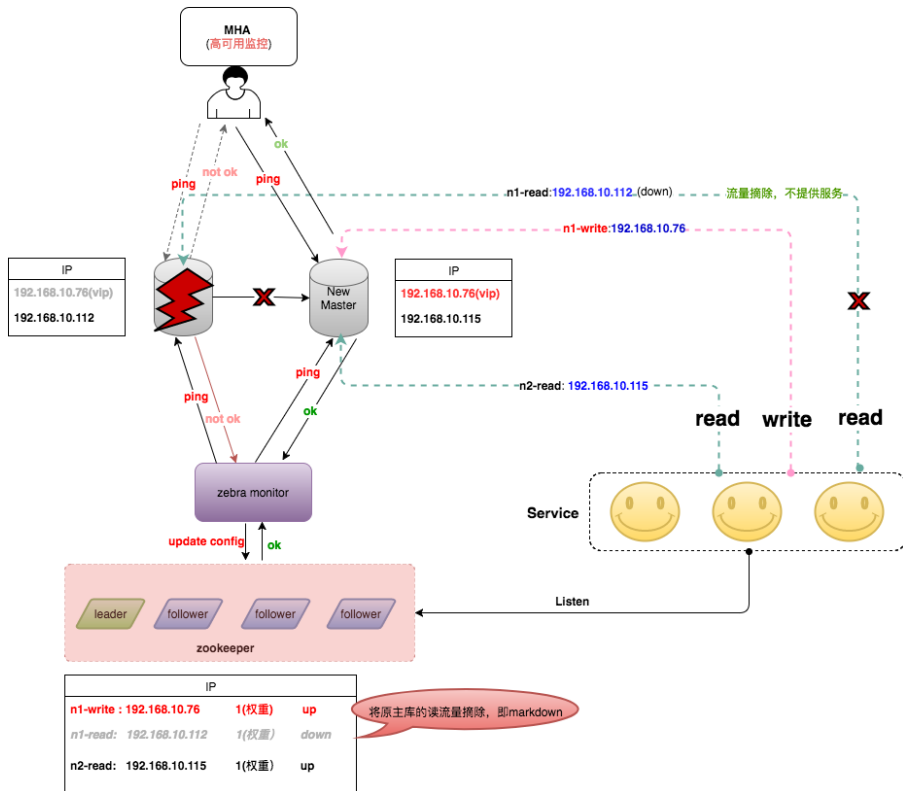 MHA
(高可用监控)
ok
not ok
ping
ping
n1-read:192.168.10.112 (down)
流量摘除，不提供服务
n1-write:192.168.10.76
IP
192.168.10.76(vip)
192.168.10.112
New
Master
IP
192.168.10.76(vip)
192.168.10.115
ping
n2-read: 192.168.10.115
ping
ok
not ok
read
write
read
zebra monitor
Service
update config
ok
leader
follower
follower
follower
Listen
zookeeper
IP
n1-write : 192.168.10.76 1(权重) up
n1-read: 192.168.10.112 1(权重) down
n2-read: 192.168.10.115 1(权重) up
将原主库的读流量摘除，即markdown